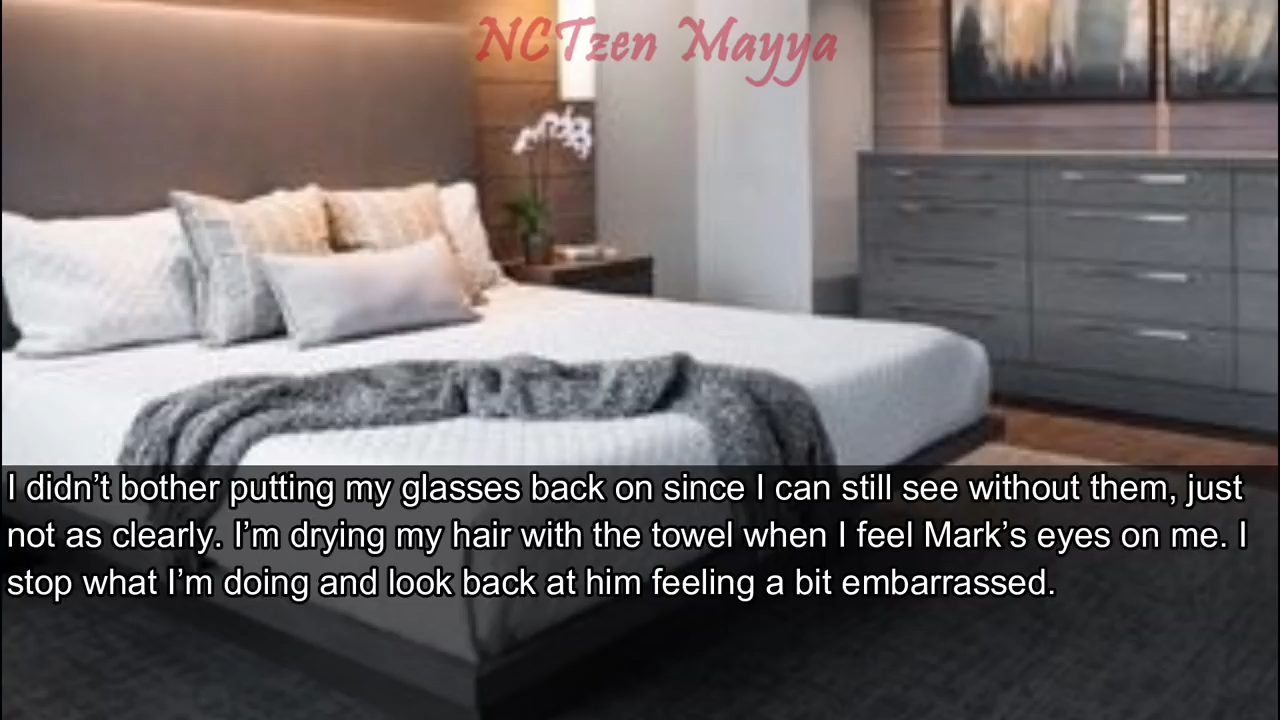 NCTzen Mayya
I didn’t bother putting my glasses back on since I can still see without them, just
not as clearly. I’m drying my hair with the towel when I feel Mark’s eyes on me. I
stop what I’m doing and look back at him feeling a bit embarrassed.